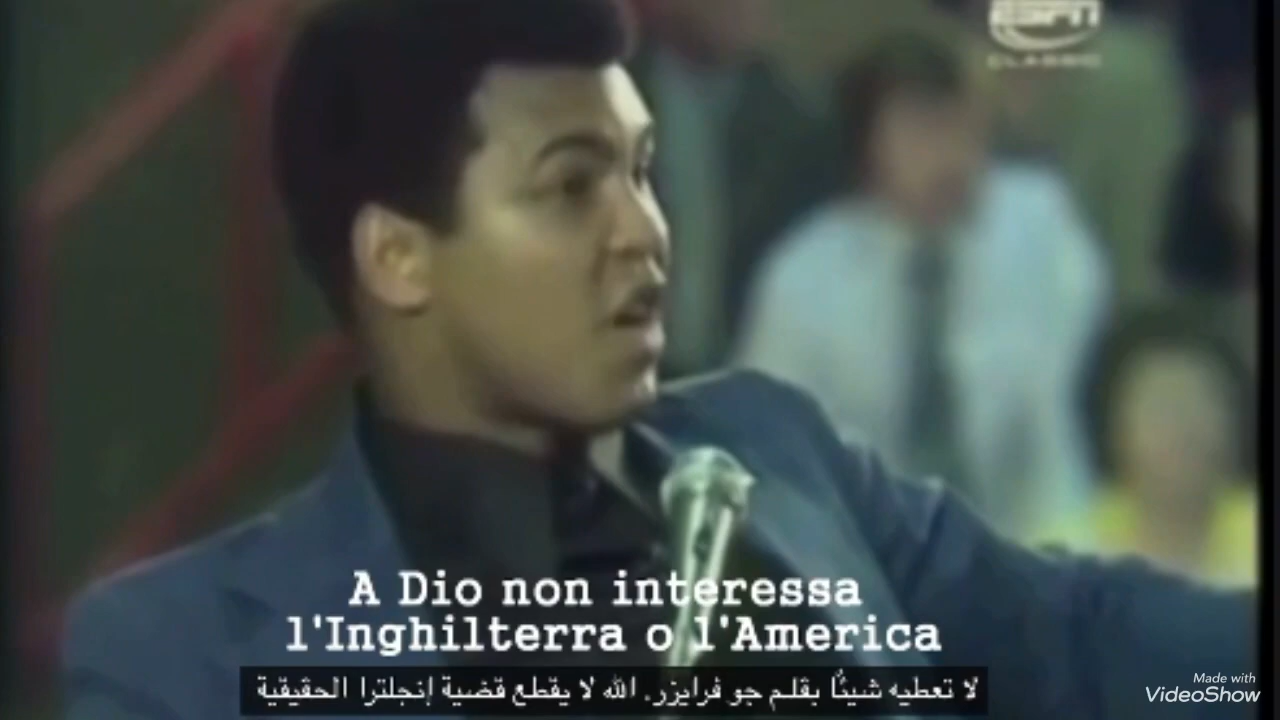 ESPN
CLASSIC
A Dio non interessa
l'Inghilterra o l'America
لا تعطيه شيئًا بقلم جو فرايزر. الله لا يقطع قضية إنجلترا الحقيقية
Made with
VideoShow